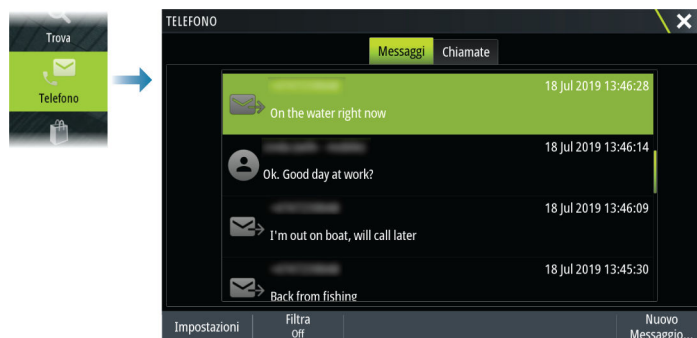 Trova
Telefono
TELEFONO
Messaggi
Chiamate
18 Jul 2019 13:46:28
On the water right now
18 Jul 2019 13:46:14
Ok. Good day at work?
18 Jul 2019 13:46:09
I'm out on boat, will call later
18 Jul 2019 13:45:30
Back from fishing
Impostazioni
Filtra
Off
Nuovo
Messaggio...